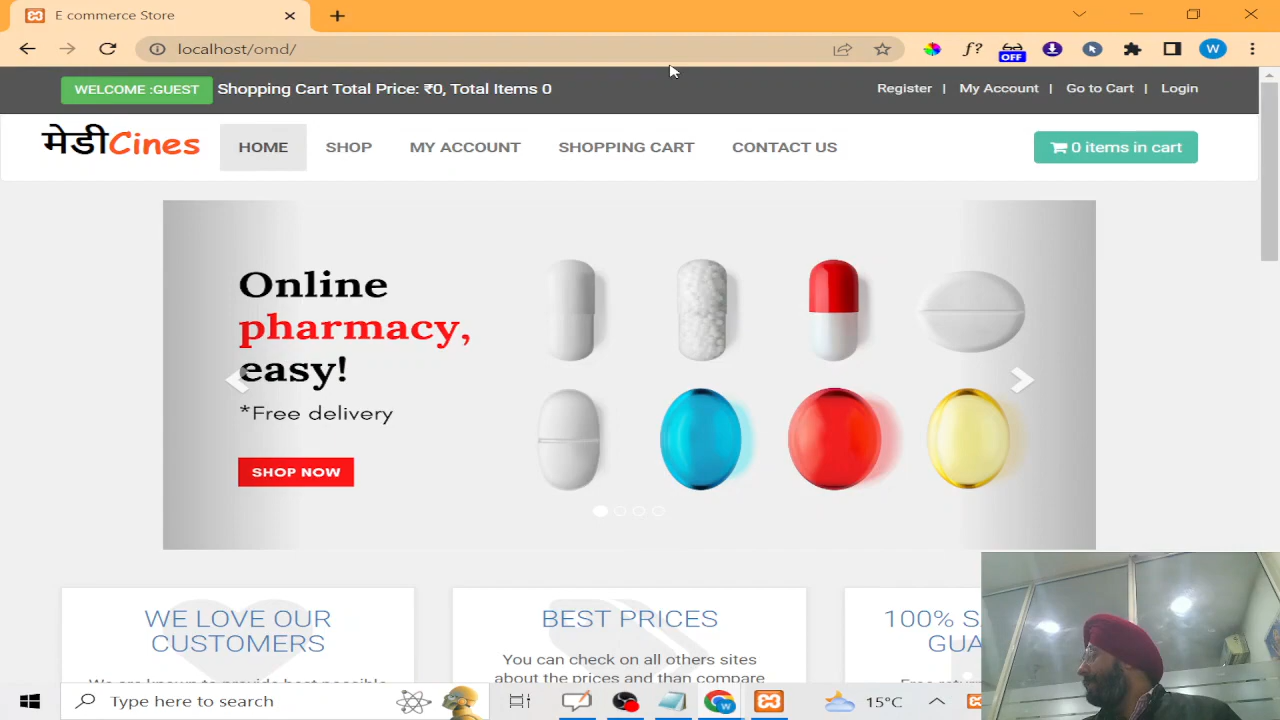 E commerce Store
localhost/omd/
f?
OFF
W
WELCOME :GUEST Shopping Cart Total Price: ₹0, Total Items 0
Register | My Account | Go to Cart | Login
मेडीCines
HOME SHOP MY ACCOUNT SHOPPING CART CONTACT US
0 items in cart
Online
pharmacy,
easy!
*Free delivery
SHOP NOW
WE LOVE OUR
CUSTOMERS
BEST PRICES
You can check on all others sites
about the prices and than compare
100% S
GUA
Type here to search
15°C